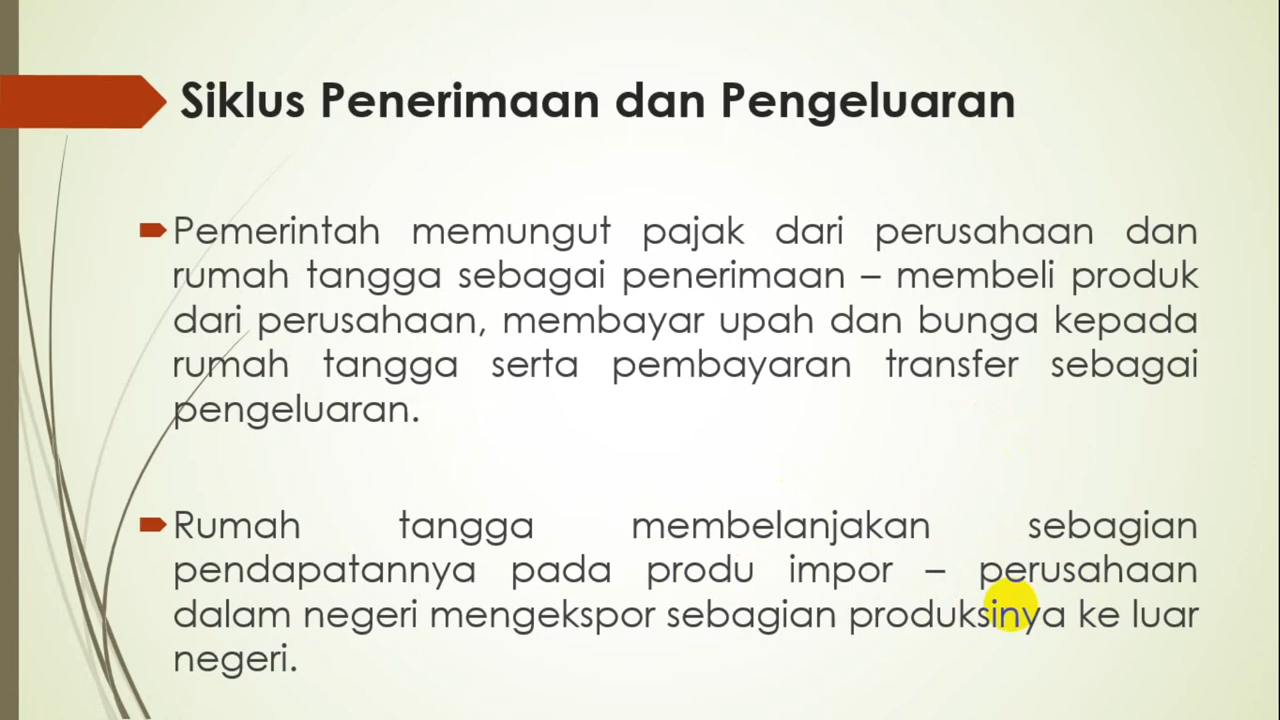 Siklus Penerimaan dan Pengeluaran
Pemerintah memungut pajak dari perusahaan dan
rumah tangga sebagai penerimaan – membeli produk
dari perusahaan, membayar upah dan bunga kepada
rumah tangga serta pembayaran transfer sebagai
pengeluaran.
Rumah tangga membelanjakan sebagian
pendapatannya pada produ impor – perusahaan
dalam negeri mengekspor sebagian produksinya ke luar
negeri.